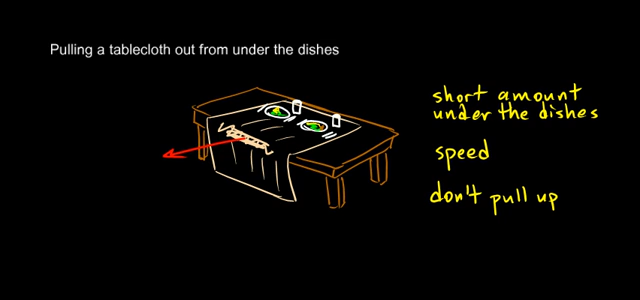 Pulling a tablecloth out from under the dishes
short amount
under the dishes
speed
don't pull up